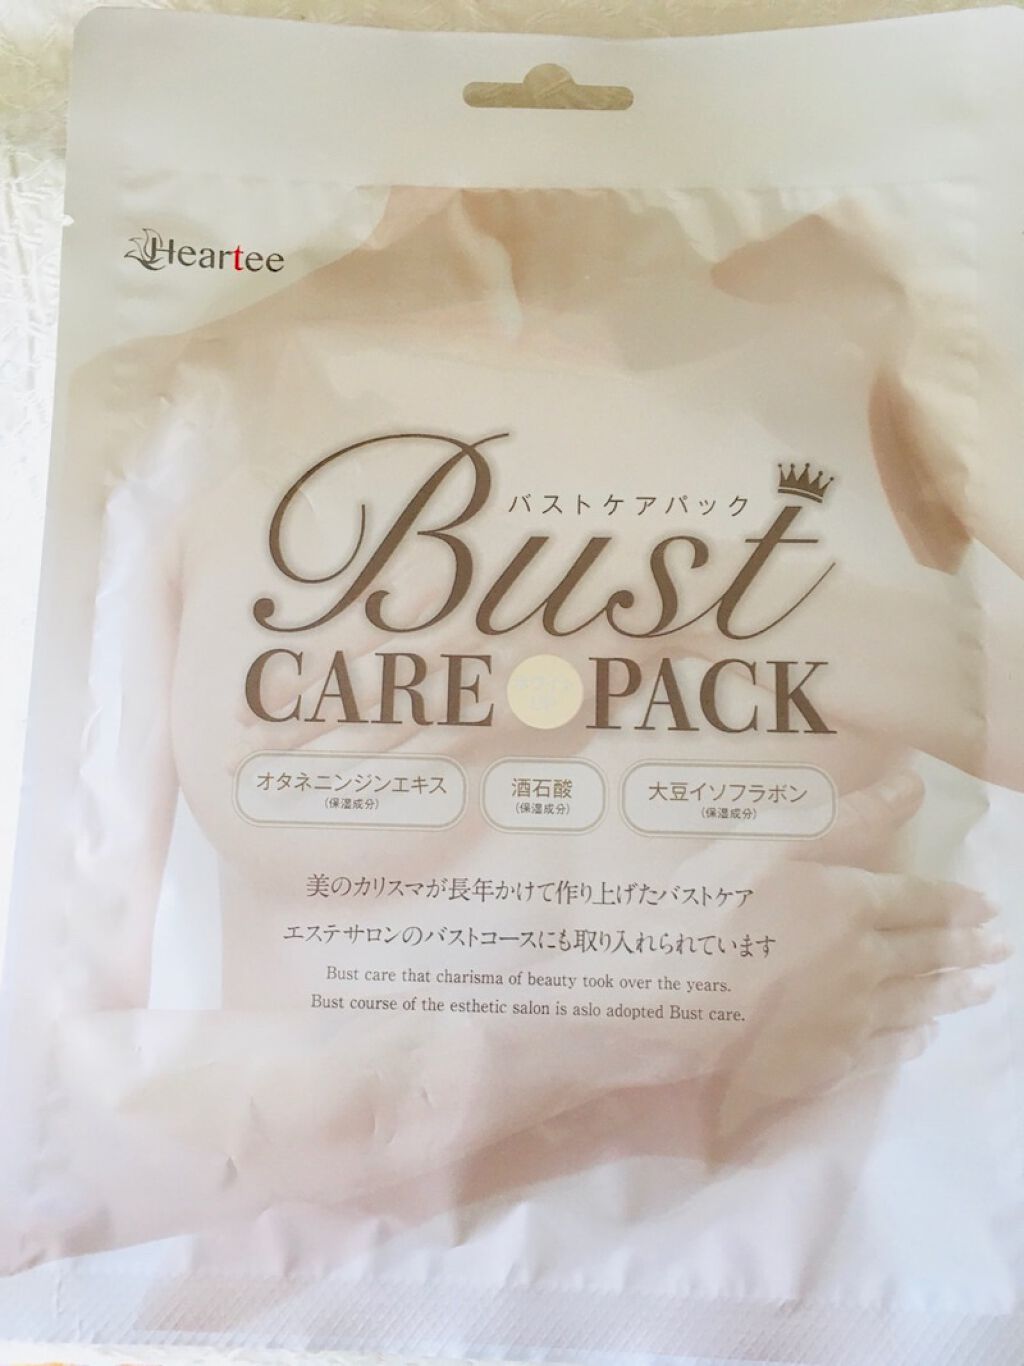 Heartee
バストケアパック
Bust
CARE PACK
オタネニンジンエキス
(保湿成分)
酒石酸
(保湿成分)
大豆イソフラボン
(保湿成分)
美のカリスマが長年かけて作り上げたバストケア
エステサロンのバストコースにも取り入れられています
Bust care that charisma of beauty took over the years.
Bust course of the esthetic salon is aslo adopted Bust care.